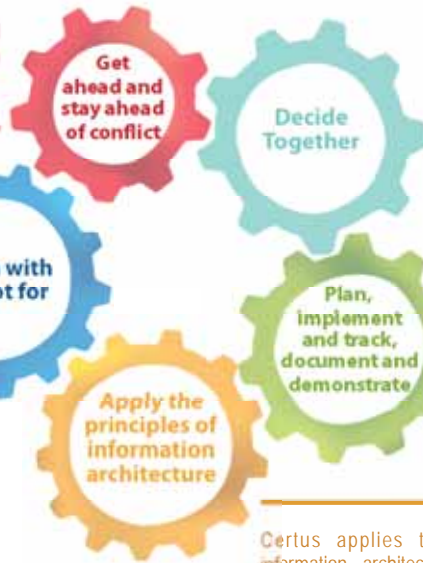 Get
ahead and
stay ahead
of conflict
Decide
Together
with
for
Plan,
implement
and track,
document and
demonstrate
Apply the
principles of
information
architecture
Certus applies
information